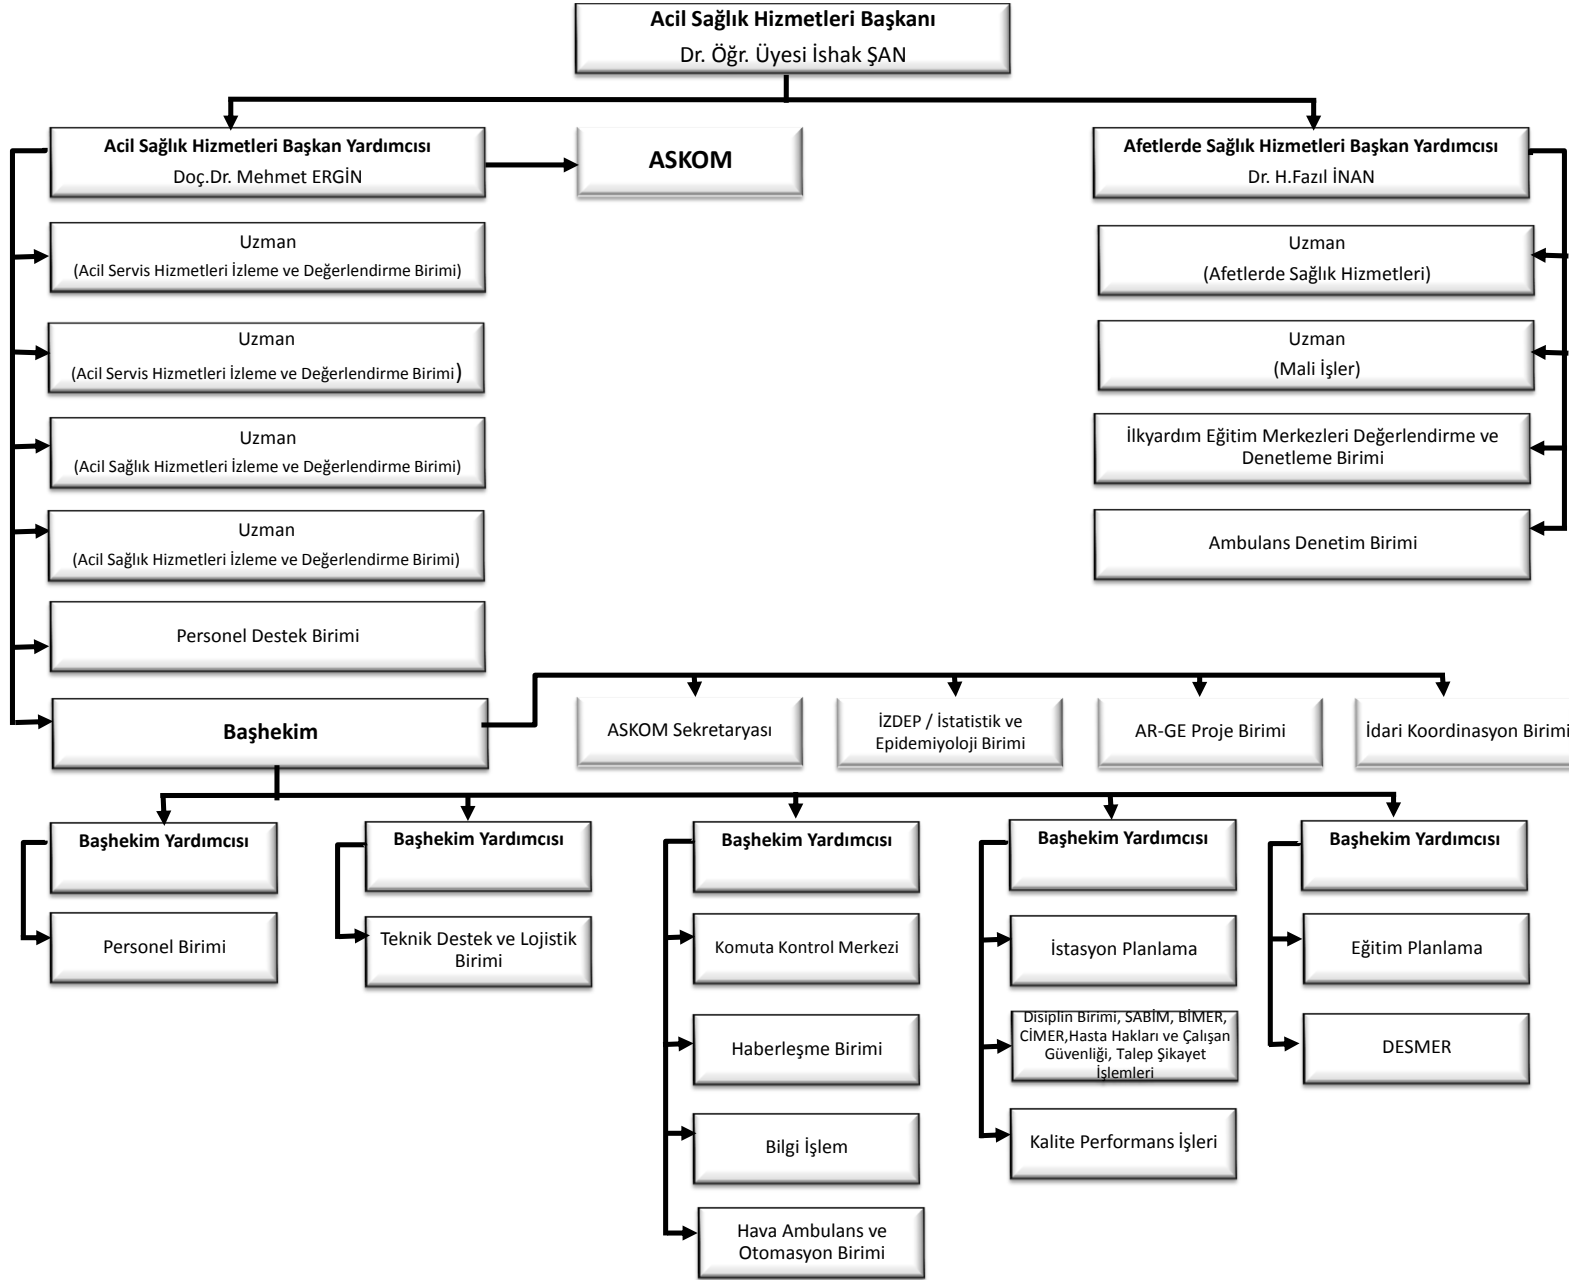 Acil Sağlık Hizmetleri Başkanı
Dr. Öğr. Üyesi İshak ŞAN
Acil Sağlık Hizmetleri Başkan Yardımcısı
Doç.Dr. Mehmet ERGİN
ASKOM
Afetlerde Sağlık Hizmetleri Başkan Yardımcısı
Dr. H.Fazıl İNAN
Uzman
(Acil Servis Hizmetleri İzleme ve Değerlendirme Birimi)
Uzman
(Acil Servis Hizmetleri İzleme ve Değerlendirme Birimi)
Uzman
(Acil Sağlık Hizmetleri İzleme ve Değerlendirme Birimi)
Uzman
(Acil Sağlık Hizmetleri İzleme ve Değerlendirme Birimi)
Personel Destek Birimi
Uzman
(Afetlerde Sağlık Hizmetleri)
Uzman
(Mali İşler)
İlkyardım Eğitim Merkezleri Değerlendirme ve
Denetleme Birimi
Ambulans Denetim Birimi
Başhekim
ASKOM Sekretaryası
İZDEP / İstatistik ve
Epidemiyoloji Birimi
AR-GE Proje Birimi
İdari Koordinasyon Birimi
Başhekim Yardımcısı
Personel Birimi
Başhekim Yardımcısı
Teknik Destek ve Lojistik
Birimi
Başhekim Yardımcısı
Komuta Kontrol Merkezi
Haberleşme Birimi
Bilgi İşlem
Hava Ambulans ve
Otomasyon Birimi
Başhekim Yardımcısı
İstasyon Planlama
Disiplin Birimi, SABİM, BİMER,
CİMER,Hasta Hakları ve Çalışan
Güvenliği, Talep Şikayet
İşlemleri
Kalite Performans İşleri
Başhekim Yardımcısı
Eğitim Planlama
DESMER